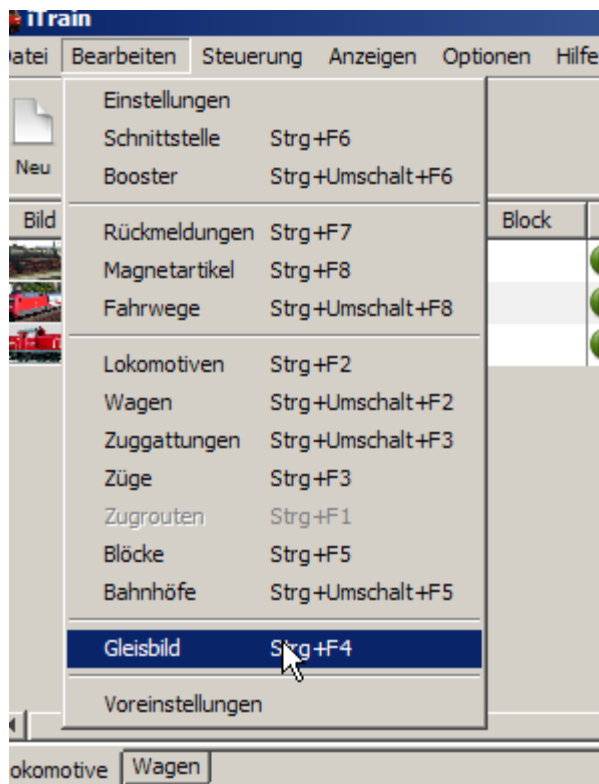 iTrain
Datei Bearbeiten Steuerung Anzeigen Optionen Hilfe
Neu
Bild Block
Einstellungen
Schnittstelle Strg+F6
Booster Strg+Umschalt+F6
Rückmeldungen Strg+F7
Magnetartikel Strg+F8
Fahrwege Strg+Umschalt+F8
Lokomotiven Strg+F2
Wagen Strg+Umschalt+F2
Zuggattungen Strg+Umschalt+F3
Züge Strg+F3
Zugrouten Strg+F1
Blöcke Strg+F5
Bahnhöfe Strg+Umschalt+F5
Gleisbild Strg+F4
Voreinstellungen
okomotive Wagen